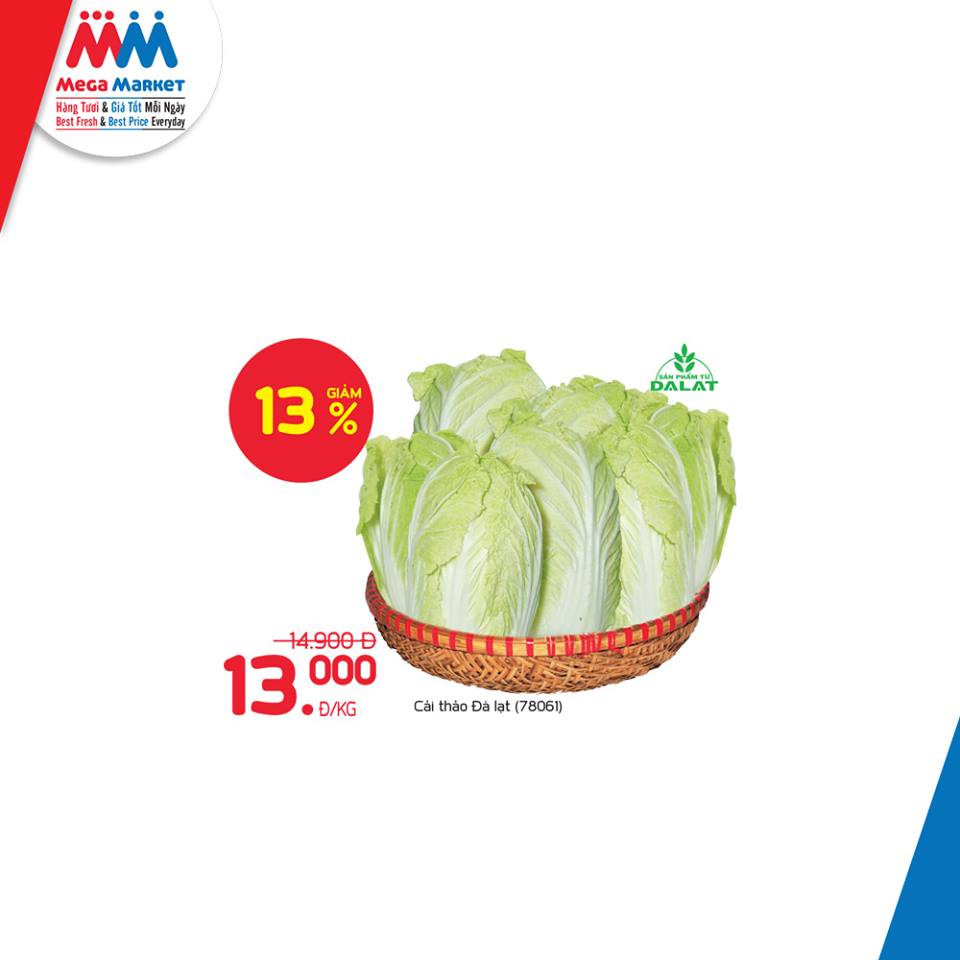 MM
MEGA MARKET
Hàng Tươi & Giá Tốt Mỗi Ngày
Best Fresh & Best Price Everyday
GIẢM
13 %
SẢN PHẨM TỪ
DALAT
14.900 Đ
13.000
Đ/KG
Cải thảo Đà lạt (78061)